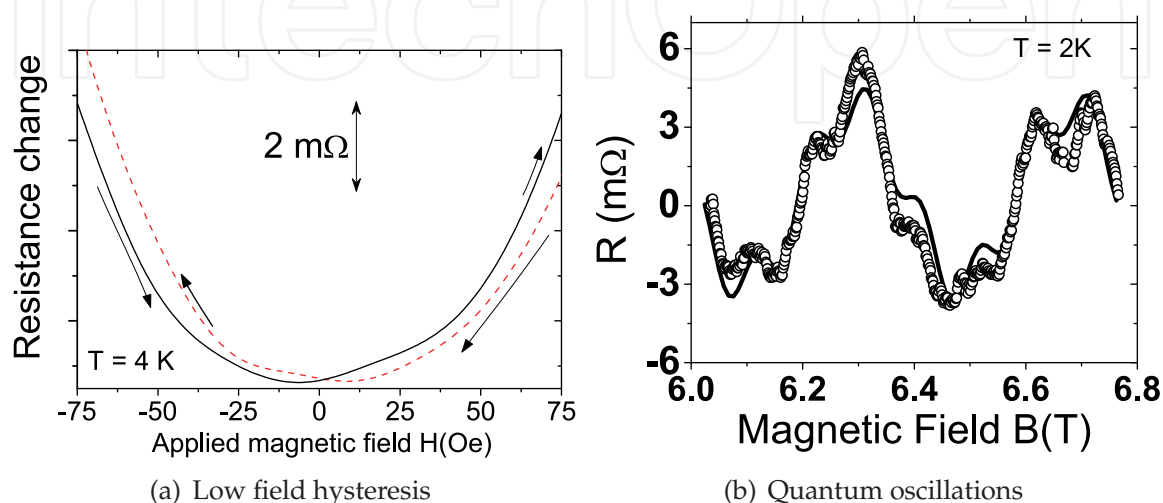 IntechOpen
Resistance change
2 mΩ
T = 4 K
-75 -50 -25 0 25 50 75
Applied magnetic field H(Oe)
(a) Low field hysteresis
R (mΩ)
6
3
0
-3
-6
T = 2K
6.0 6.2 6.4 6.6 6.8
Magnetic Field B(T)
(b) Quantum oscillations